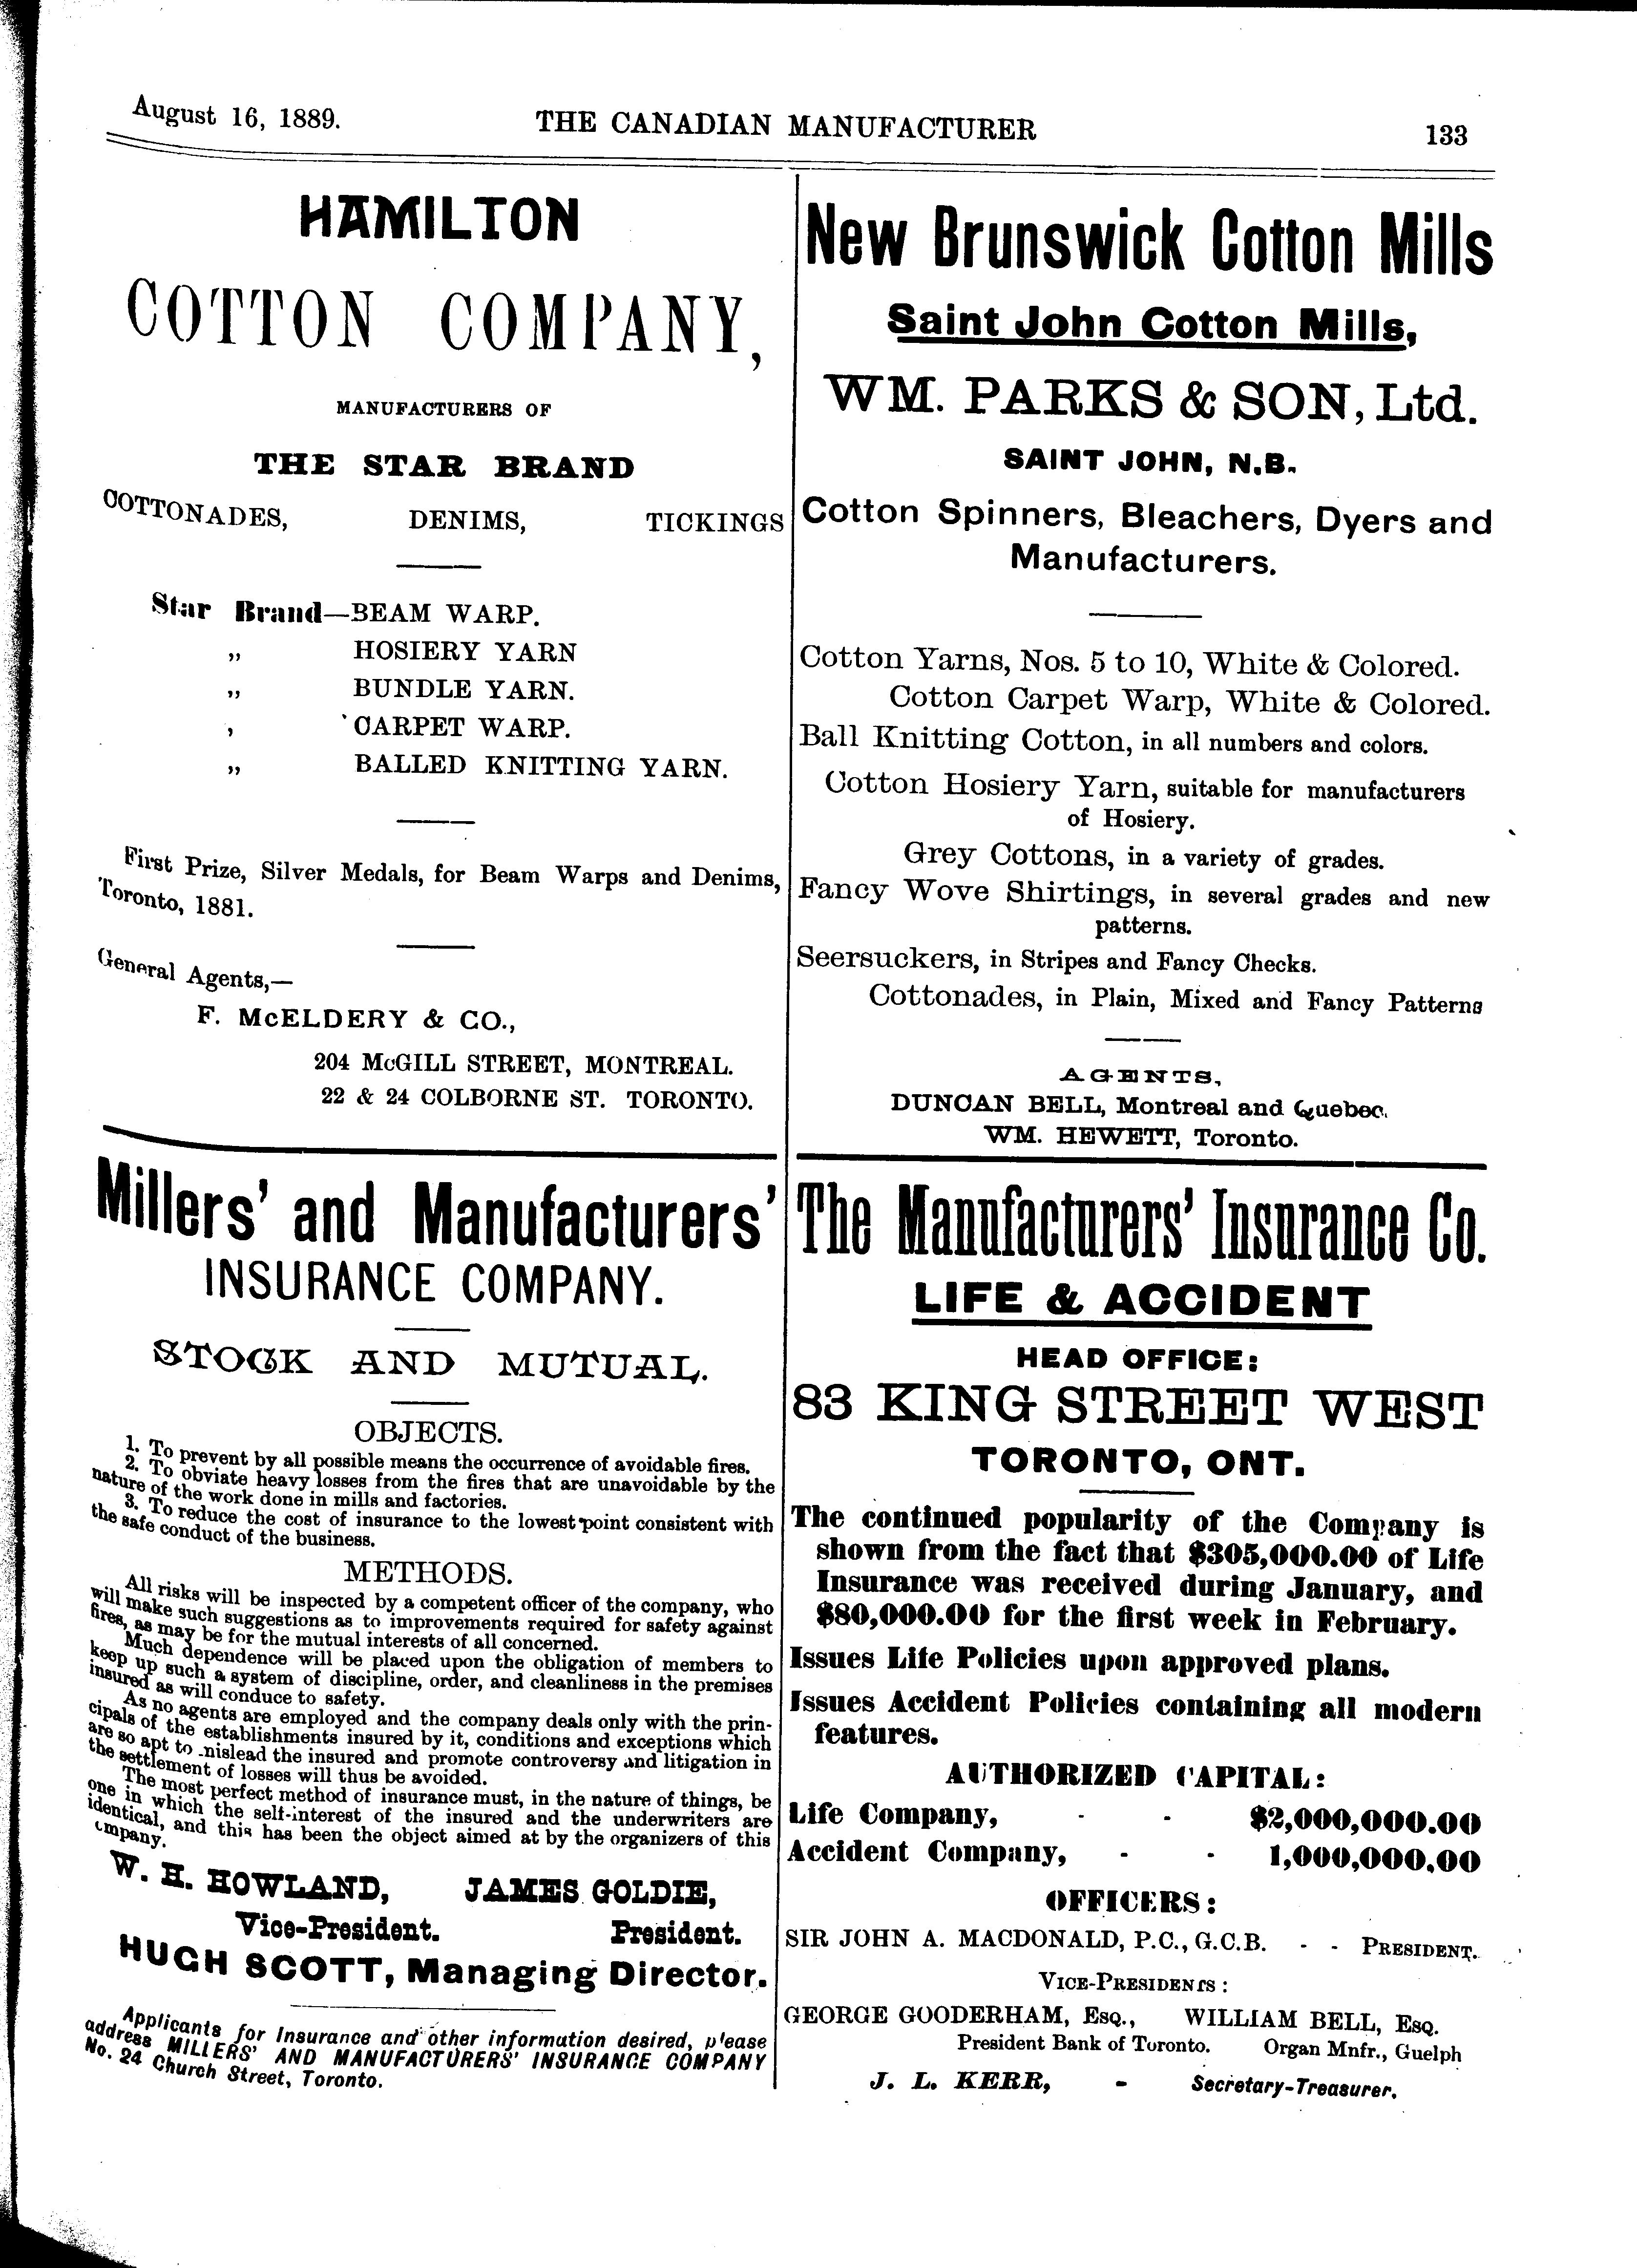 August 16, 1889.
THE CANADIAN MANUFACTURER
133
HAMILTON
COTTON COMPANY,
MANUFACTURERS OF
THE STAR BRAND
COTTONADES, DENIMS, TICKINGS
Star Brand—BEAM WARP.
,, HOSIERY YARN
,, BUNDLE YARN.
, CARPET WARP.
,, BALLED KNITTING YARN.
First Prize, Silver Medals, for Beam Warps and Denims,
Toronto, 1881.
General Agents,—
F. McELDERY & CO.,
204 McGILL STREET, MONTREAL.
22 & 24 COLBORNE ST. TORONTO.
New Brunswick Cotton Mills
Saint John Cotton Mills,
WM. PARKS & SON, Ltd.
SAINT JOHN, N.B.
Cotton Spinners, Bleachers, Dyers and
Manufacturers.
Cotton Yarns, Nos. 5 to 10, White & Colored.
Cotton Carpet Warp, White & Colored.
Ball Knitting Cotton, in all numbers and colors.
Cotton Hosiery Yarn, suitable for manufacturers
of Hosiery.
Grey Cottons, in a variety of grades.
Fancy Wove Shirtings, in several grades and new
patterns.
Seersuckers, in Stripes and Fancy Checks.
Cottonades, in Plain, Mixed and Fancy Patterns
AGENTS,
DUNCAN BELL, Montreal and Quebec.
WM. HEWETT, Toronto.
Millers' and Manufacturers'
INSURANCE COMPANY.
STOCK AND MUTUAL.
OBJECTS.
1. To prevent by all possible means the occurrence of avoidable fires.
2. To obviate heavy losses from the fires that are unavoidable by the
nature of the work done in mills and factories.
3. To reduce the cost of insurance to the lowest point consistent with
the safe conduct of the business.
METHODS.
All risks will be inspected by a competent officer of the company, who
will make such suggestions as to improvements required for safety against
fires, as may be for the mutual interests of all concerned.
Much dependence will be placed upon the obligation of members to
keep up such a system of discipline, order, and cleanliness in the premises
insured as will conduce to safety.
As no agents are employed and the company deals only with the prin-
cipals of the establishments insured by it, conditions and exceptions which
are so apt to mislead the insured and promote controversy and litigation in
the settlement of losses will thus be avoided.
The most perfect method of insurance must, in the nature of things, be
one in which the self-interest of the insured and the underwriters are
identical, and this has been the object aimed at by the organizers of this
company.
W. H. HOWLAND, JAMES GOLDIE,
Vice-President. President.
HUGH SCOTT, Managing Director.
Applicants for Insurance and other information desired, please
address MILLERS' AND MANUFACTURERS' INSURANCE COMPANY
No. 24 Church Street, Toronto.
The Manufacturers' Insurance Co.
LIFE & ACCIDENT
HEAD OFFICE:
83 KING STREET WEST
TORONTO, ONT.
The continued popularity of the Company is
shown from the fact that $305,000.00 of Life
Insurance was received during January, and
$80,000.00 for the first week in February.
Issues Life Policies upon approved plans.
Issues Accident Policies containing all modern
features.
AUTHORIZED CAPITAL:
Life Company, - - $2,000,000.00
Accident Company, - - 1,000,000.00
OFFICERS:
SIR JOHN A. MACDONALD, P.C., G.C.B. - - PRESIDENT.
VICE-PRESIDENTS:
GEORGE GOODERHAM, ESQ., WILLIAM BELL, ESQ.
President Bank of Toronto. Organ Mnfr., Guelph
J. L. KERR, - Secretary-Treasurer.